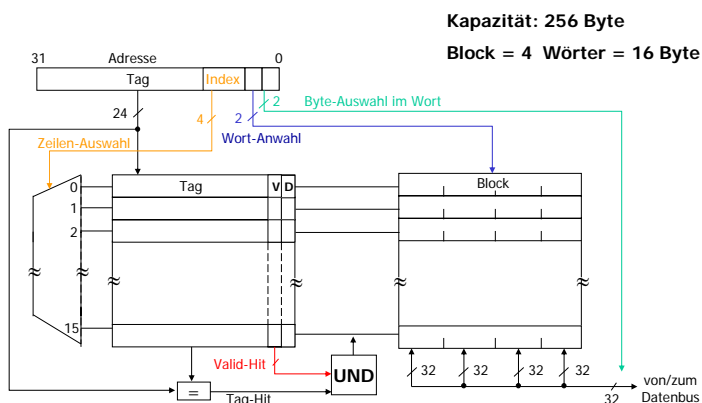 Kapazität: 256 Byte
Block = 4 Wörter = 16 Byte
31 Adresse 0
Tag Index
24 4 2 2 Byte-Auswahl im Wort
Wort-Anwahl
Zeilen-Auswahl
0 Tag V D Block
1
2
≈ ≈ ≈ ≈ ≈
15
Valid-Hit
UND
= Tag-Hit
32 32 32 32
32
von/zum
Datenbus